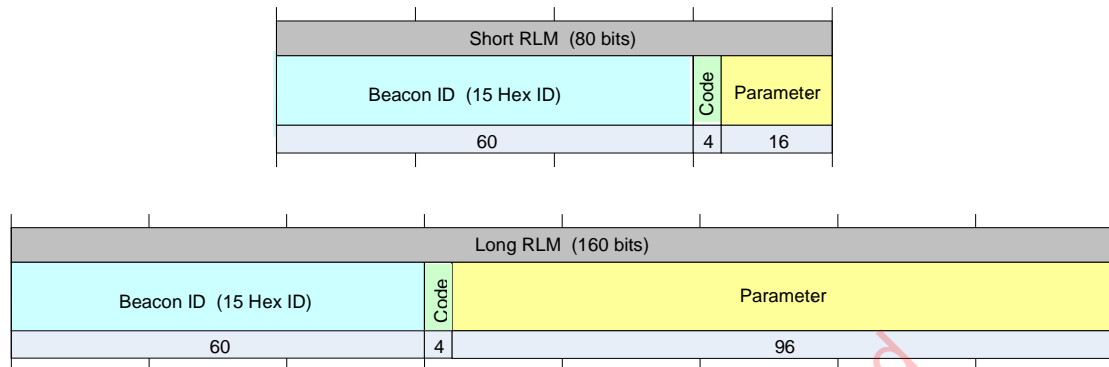 Short RLM (80 bits)
Beacon ID (15 Hex ID) Code Parameter
60 4 16
Long RLM (160 bits)
Beacon ID (15 Hex ID) Code Parameter
60 4 96